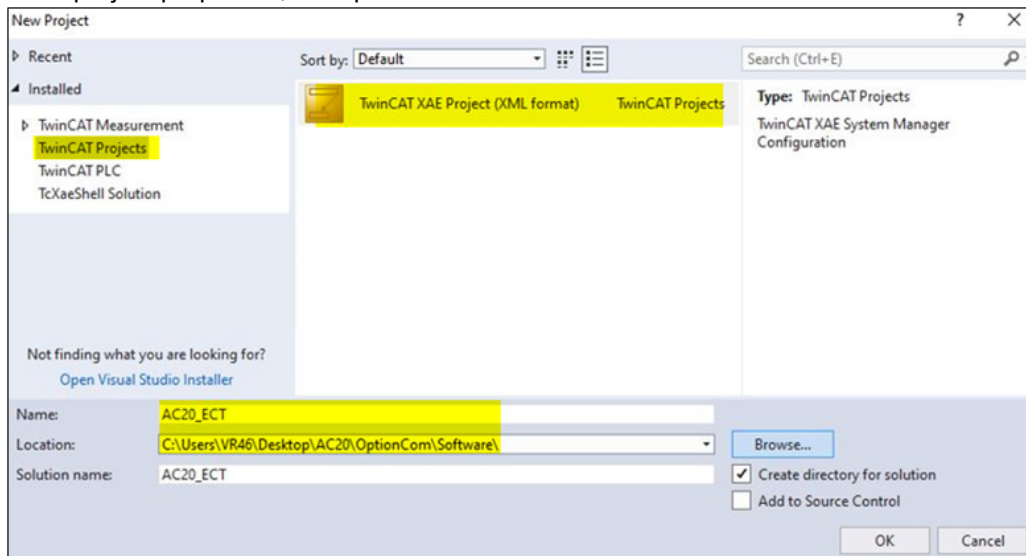 New Project ? X
Recent
Installed
TwinCAT Measurement
TwinCAT Projects
TwinCAT PLC
TcXaeShell Solution
Not finding what you are looking for?
Open Visual Studio Installer
Sort by: Default
TwinCAT XAE Project (XML format) TwinCAT Projects
Search (Ctrl+E)
Type: TwinCAT Projects
TwinCAT XAE System Manager
Configuration
Name: AC20_ECT
Location: C:\Users\VR46\Desktop\AC20\OptionCom\Software\
Browse...
Solution name: AC20_ECT
Create directory for solution
Add to Source Control
OK Cancel